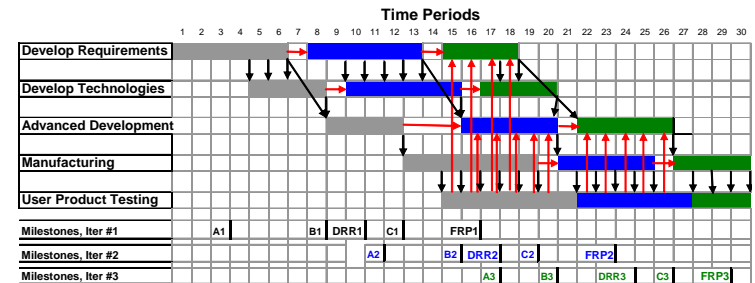 Time Periods
1 2 3 4 5 6 7 8 9 10 11 12 13 14 15 16 17 18 19 20 21 22 23 24 25 26 27 28 29 30
Develop Requirements
Develop Technologies
Advanced Development
Manufacturing
User Product Testing
Milestones, Iter #1 A1 B1 DRR1 C1 FRP1
Milestones, Iter #2 A2 B2 DRR2 C2 FRP2
Milestones, Iter #3 A3 B3 DRR3 C3 FRP3